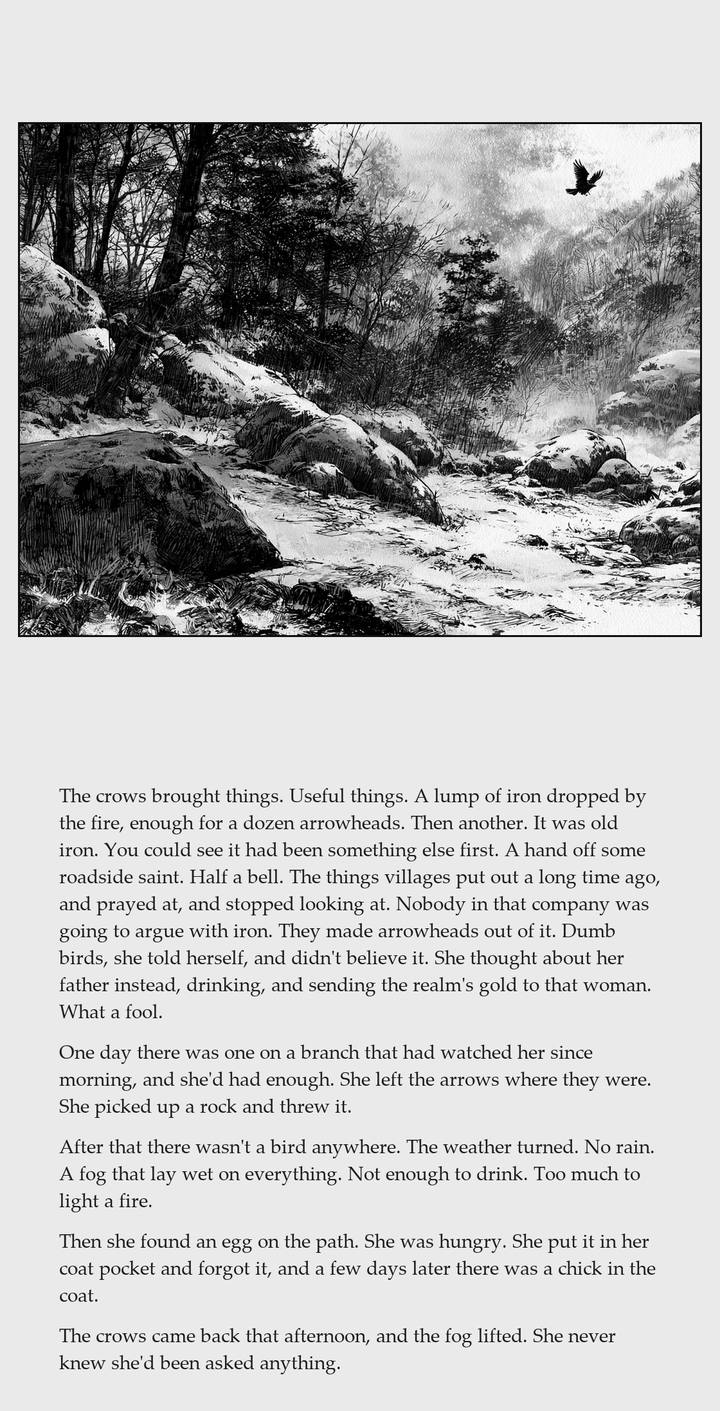 The crows brought things. Useful things. A lump of iron dropped by
the fire, enough for a dozen arrowheads. Then another. It was old
iron. You could see it had been something else first. A hand off some
roadside saint. Half a bell. The things villages put out a long time ago,
and prayed at, and stopped looking at. Nobody in that company was
going to argue with iron. They made arrowheads out of it. Dumb
birds, she told herself, and didn't believe it. She thought about her
father instead, drinking, and sending the realm's gold to that woman.
What a fool.
One day there was one on a branch that had watched her since
morning, and she'd had enough. She left the arrows where they were.
She picked up a rock and threw it.
After that there wasn't a bird anywhere. The weather turned. No rain.
A fog that lay wet on everything. Not enough to drink. Too much to
light a fire.
Then she found an egg on the path. She was hungry. She put it in her
coat pocket and forgot it, and a few days later there was a chick in the
coat.
The crows came back that afternoon, and the fog lifted. She never
knew she'd been asked anything.